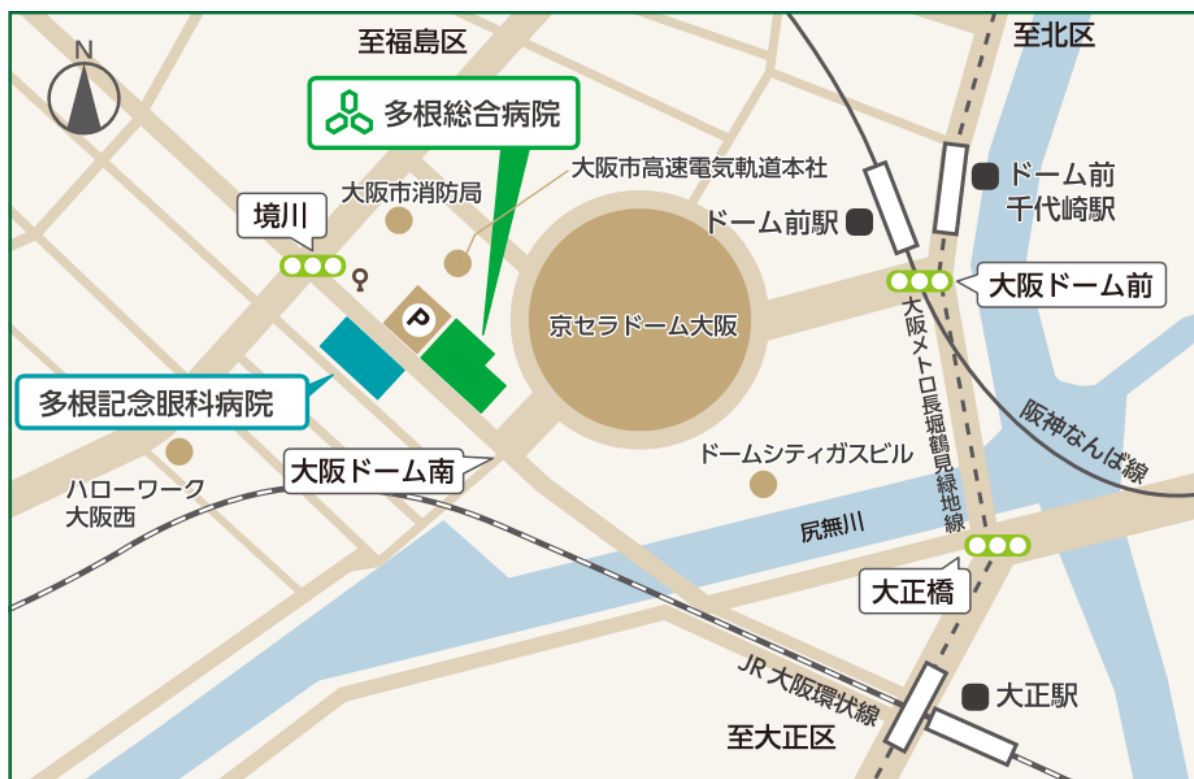 N
至福島区
至北区
多根総合病院
大阪市高速電気軌道本社
大阪市消防局
ドーム前
千代崎駅
境川
ドーム前駅
大阪ドーム前
P
京セラドーム大阪
大阪メトロ長堀鶴見緑地線
多根記念眼科病院
阪神なんば線
大阪ドーム南
ドームシティガスビル
ハローワーク
大阪西
尻無川
大正橋
JR 大阪環状線
大正駅
至大正区